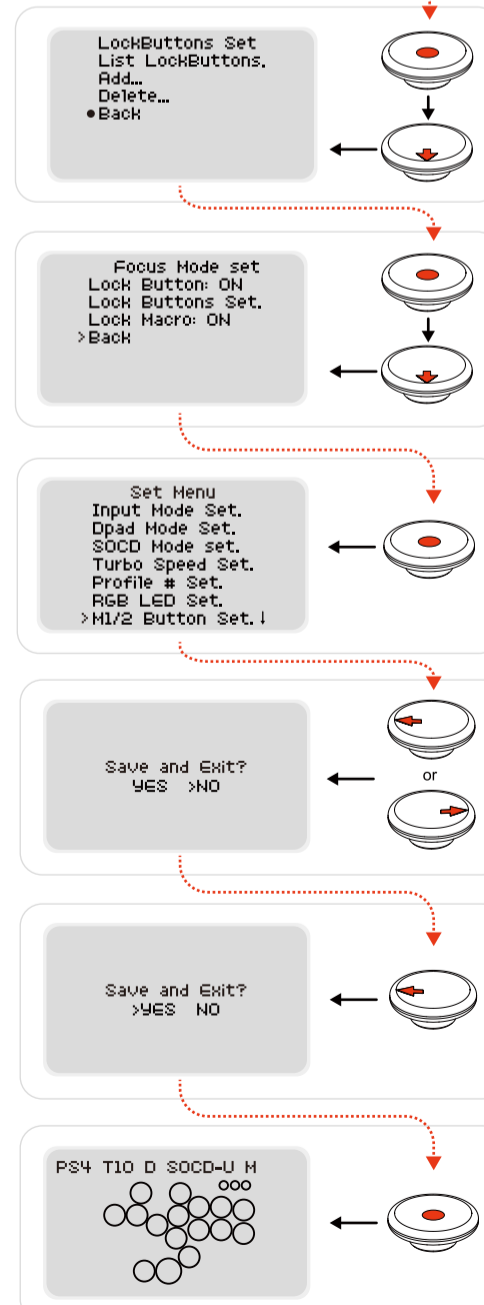 LockButtons Set
List LockButtons.
Add...
Delete...
●Back
Focus Mode set
Lock Button: ON
Lock Buttons Set.
Lock Macro: ON
>Back
Set Menu
Input Mode Set.
Dpad Mode Set.
SOCD Mode set.
Turbo Speed Set.
Profile # Set.
RGB LED Set.
>M1/2 Button Set.↓
Save and Exit?
YES >NO
or
Save and Exit?
>YES NO
PS4 T10 D SOCD-U M